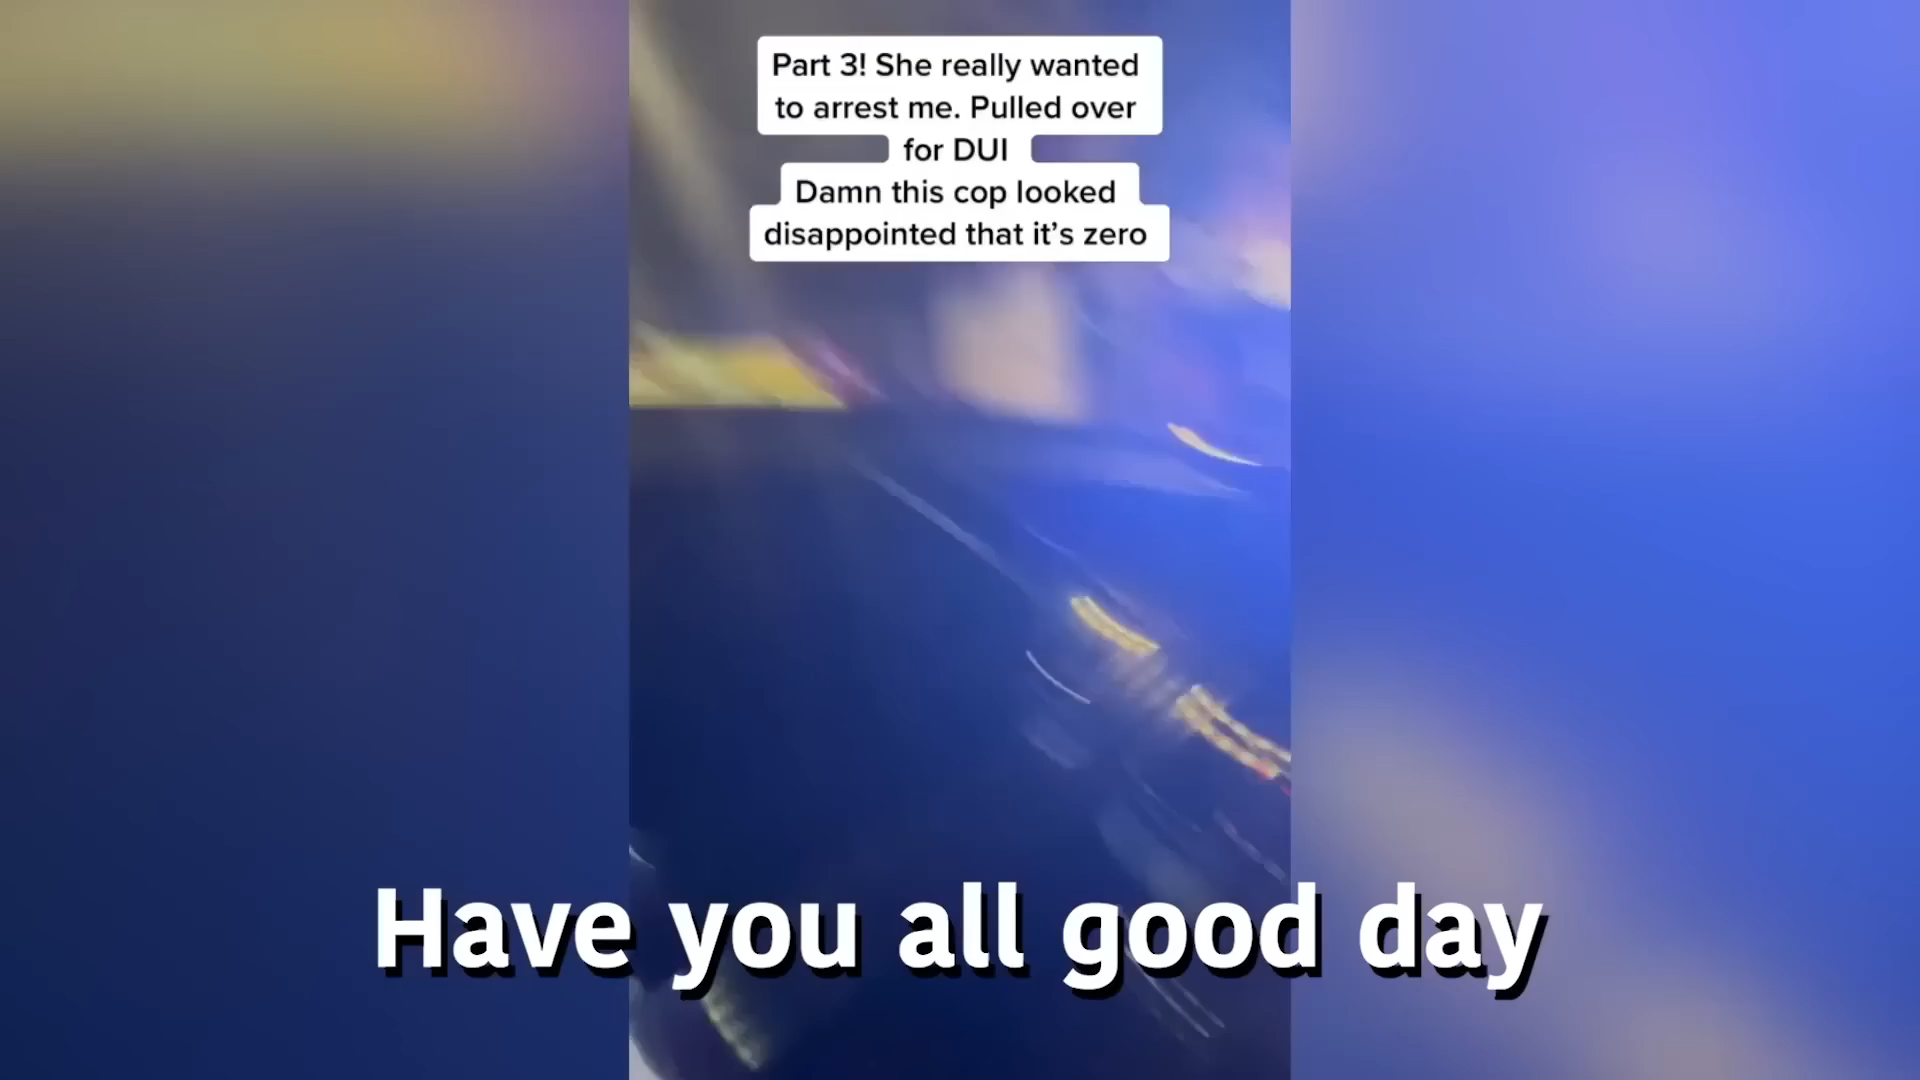 Part 3! She really wanted
to arrest me. Pulled over
for DUI
Damn this cop looked
disappointed that it’s zero
Have you all good day